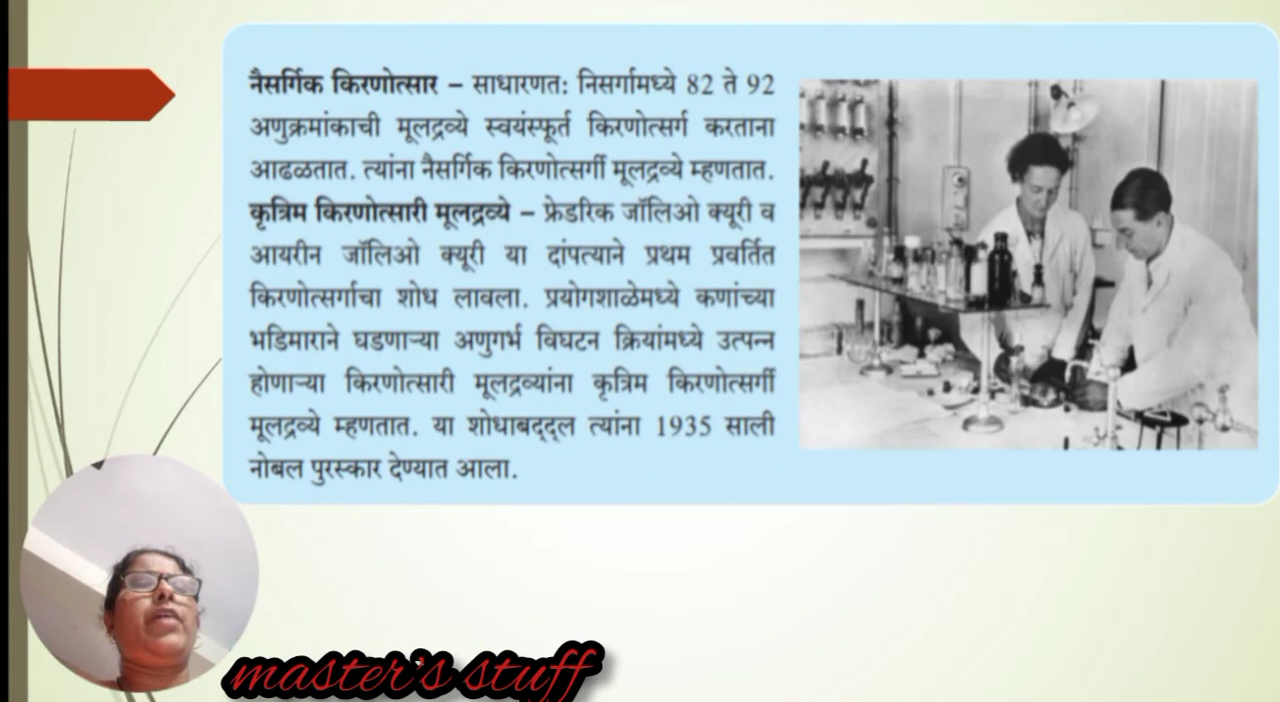 नैसर्गिक किरणोत्सार – साधारणत: निसर्गामध्ये 82 ते 92
अणुक्रमांकाची मूलद्रव्ये स्वयंस्फूर्त किरणोत्सर्ग करताना
आढळतात. त्यांना नैसर्गिक किरणोत्सर्गी मूलद्रव्ये म्हणतात.
कृत्रिम किरणोत्सारी मूलद्रव्ये – फ्रेडरिक जॉलिओ क्यूरी व
आयरीन जॉलिओ क्यूरी या दांपत्याने प्रथम प्रवर्तित
किरणोत्सर्गाचा शोध लावला. प्रयोगशाळेमध्ये कणांच्या
भडिमाराने घडणाऱ्या अणुगर्भ विघटन क्रियांमध्ये उत्पन्न
होणाऱ्या किरणोत्सारी मूलद्रव्यांना कृत्रिम किरणोत्सर्गी
मूलद्रव्ये म्हणतात. या शोधाबद्‌द्‌ल त्यांना 1935 साली
नोबल पुरस्कार देण्यात आला.
master's stuff